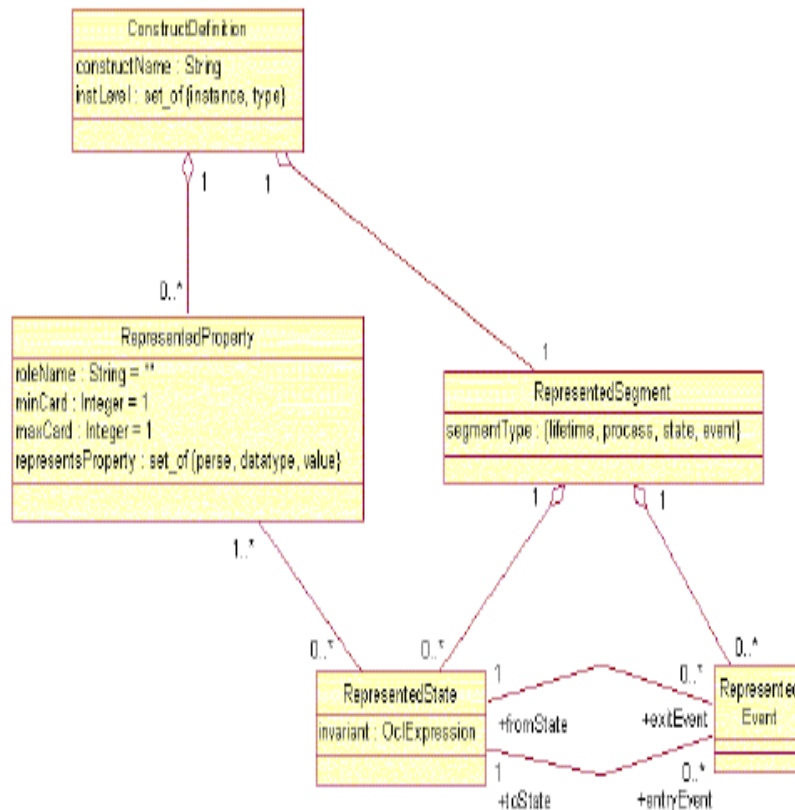 ConstructDefinition
constructName : String
instLevel : set_of{instance, type}
1
1
0..*
1
RepresentedProperty
roleName : String = ""
minCard : Integer = 1
maxCard : Integer = 1
representsProperty : set_of{perse, datatype, value}
RepresentedSegment
segmentType : {lifetime, process, state, event}
1
1
1..*
0..*
0..*
0..*
RepresentedState
invariant : OclExpression
1
0..*
+fromState
+exitEvent
1
0..*
+toState
+entryEvent
Represented
Event